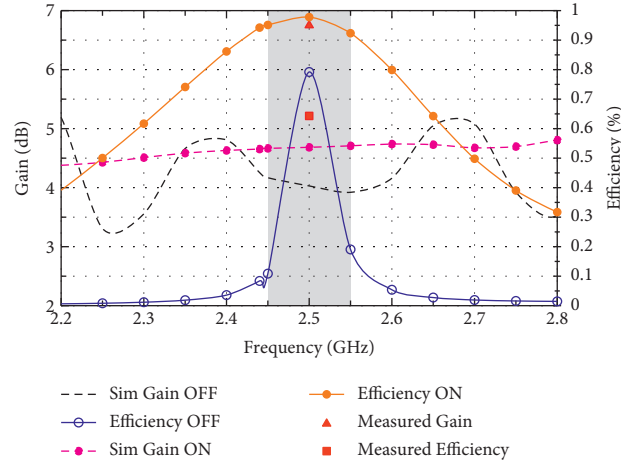 7 1
0.9
6 0.8
0.7
5 0.6
0.5
4 0.4
0.3
3 0.2
0.1
2 0
Gain (dB)
Efficiency (%)
2.2 2.3 2.4 2.5 2.6 2.7 2.8
Frequency (GHz)
Sim Gain OFF Efficiency ON
Efficiency OFF Measured Gain
Sim Gain ON Measured Efficiency